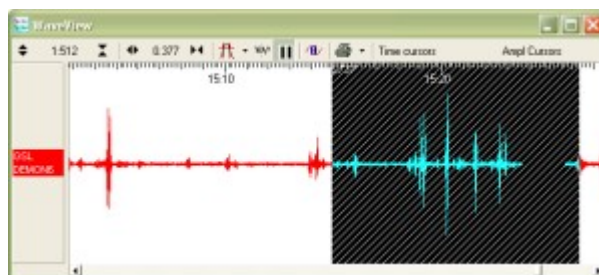 WaveView
1.512 0.377 Time cursors Ampl Cursors
15:10 15:20
GSL
DEMONS